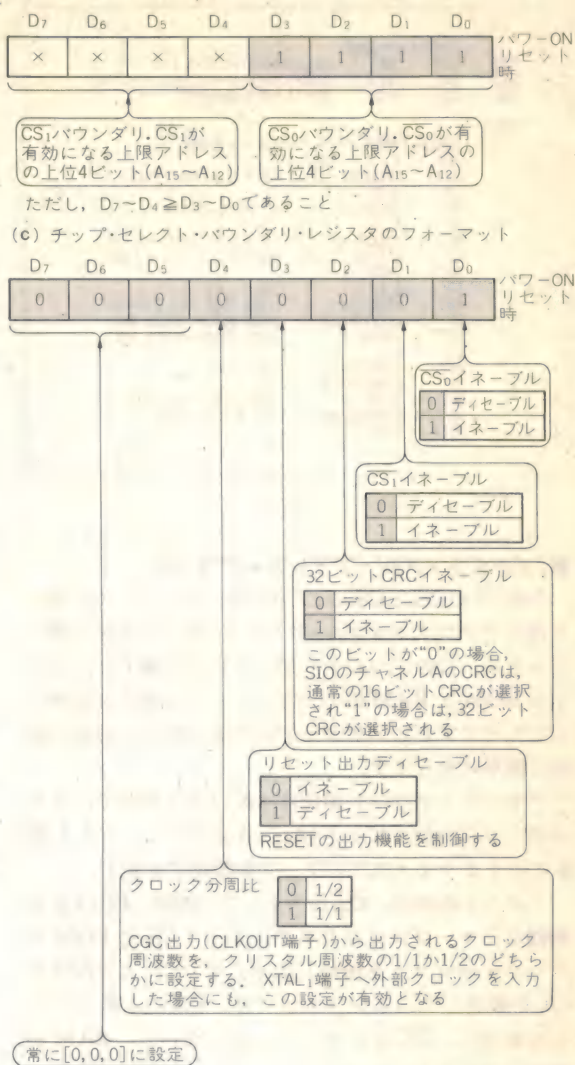 D7 D6 D5 D4 D3 D2 D1 D0
× × × × 1 1 1 1
パワーON
リセット
時
CS1バウンダリ.CS1が
有効になる上限アドレス
の上位4ビット(A15~A12)
CS0バウンダリ.CS0が有
効になる上限アドレスの
上位4ビット(A15~A12)
ただし,D7~D4≧D3~D0であること
(c) チップ・セレクト・バウンダリ・レジスタのフォーマット
D7 D6 D5 D4 D3 D2 D1 D0
0 0 0 0 0 0 0 1
パワーON
リセット
時
CS0イネーブル
0 ディセーブル
1 イネーブル
CS1イネーブル
0 ディセーブル
1 イネーブル
32ビットCRCイネーブル
0 ディセーブル
1 イネーブル
このビットが“0”の場合,
SIOのチャネルAのCRCは,
通常の16ビットCRCが選択
され“1”の場合は,32ビット
CRCが選択される
リセット出力ディセーブル
0 イネーブル
1 ディセーブル
RESETの出力機能を制御する
クロック分周比
0 1/2
1 1/1
CGC出力(CLKOUT端子)から出力されるクロック
周波数を,クリスタル周波数の1/1か1/2のどちら
かに設定する.XTAL1端子へ外部クロックを入力
した場合にも,この設定が有効となる
常に[0,0,0]に設定